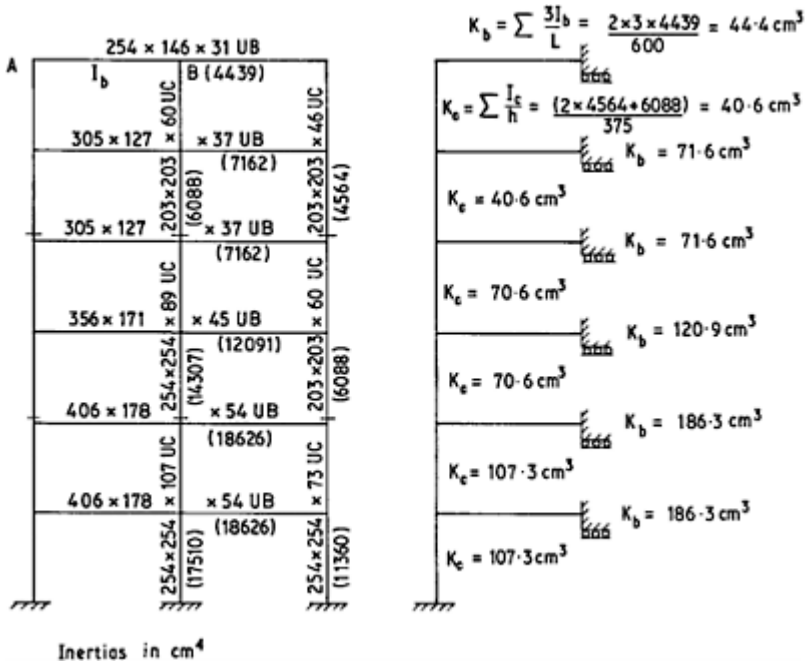 254 × 146 × 31 UB
A
I_b
B (4439)
× 60 UC
× 46 UC
305 × 127
× 37 UB
(7162)
203×203
(6088)
203×203
(4564)
305 × 127
× 37 UB
(7162)
× 89 UC
× 60 UC
356 × 171
× 45 UB
(12091)
254×254
(14307)
203×203
(6088)
406 × 178
× 54 UB
(18626)
× 107 UC
× 73 UC
406 × 178
× 54 UB
(18626)
254×254
(17510)
254×254
(11360)
Inertias in cm⁴
K_b = ∑ 3I_b/L = 2×3×4439/600 = 44·4 cm³
K_c = ∑ I_c/h = (2×4564+6088)/375 = 40·6 cm³
K_b = 71·6 cm³
K_c = 40·6 cm³
K_b = 71·6 cm³
K_c = 70·6 cm³
K_b = 120·9 cm³
K_c = 70·6 cm³
K_b = 186·3 cm³
K_c = 107·3 cm³
K_b = 186·3 cm³
K_c = 107·3 cm³